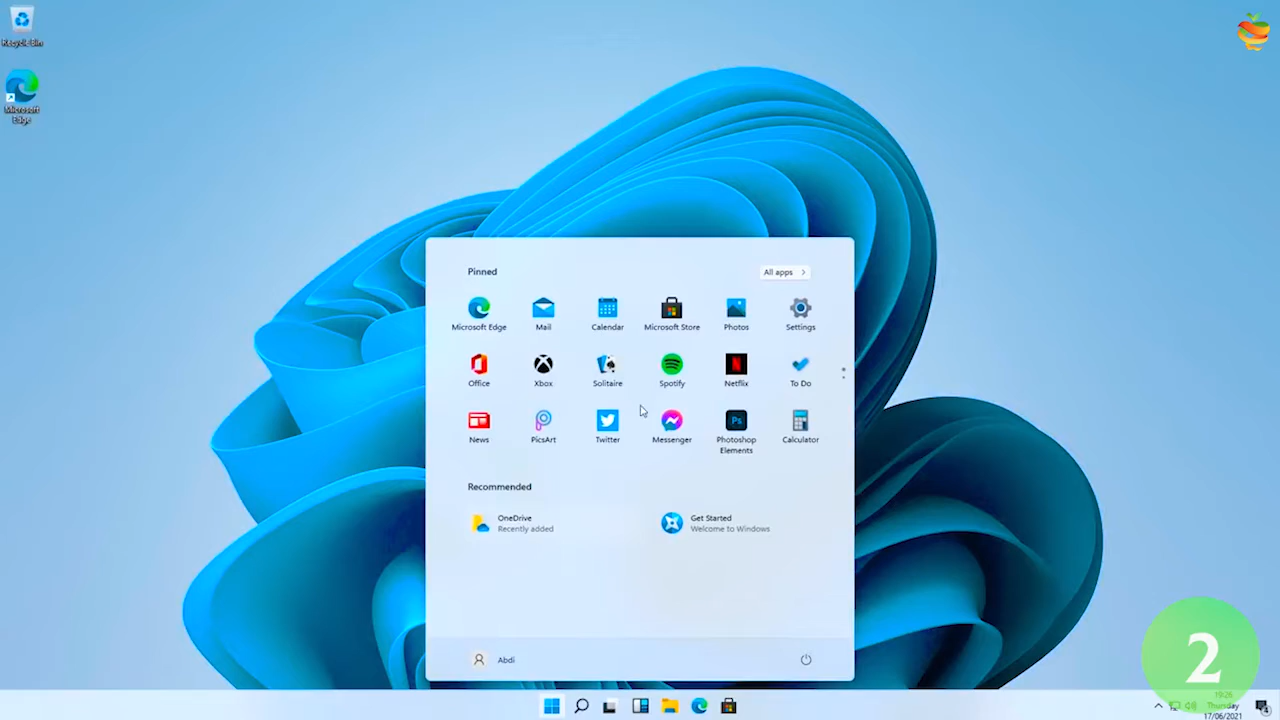 Recycle Bin
Microsoft
Edge
Pinned
All apps
Microsoft Edge
Mail
Calendar
Microsoft Store
Photos
Settings
Office
Xbox
Solitaire
Spotify
Netflix
To Do
News
PicsArt
Twitter
Messenger
Photoshop
Elements
Calculator
Ps
Recommended
OneDrive
Recently added
Get Started
Welcome to Windows
Abdi
2
19:26
Thursday
17/06/2021